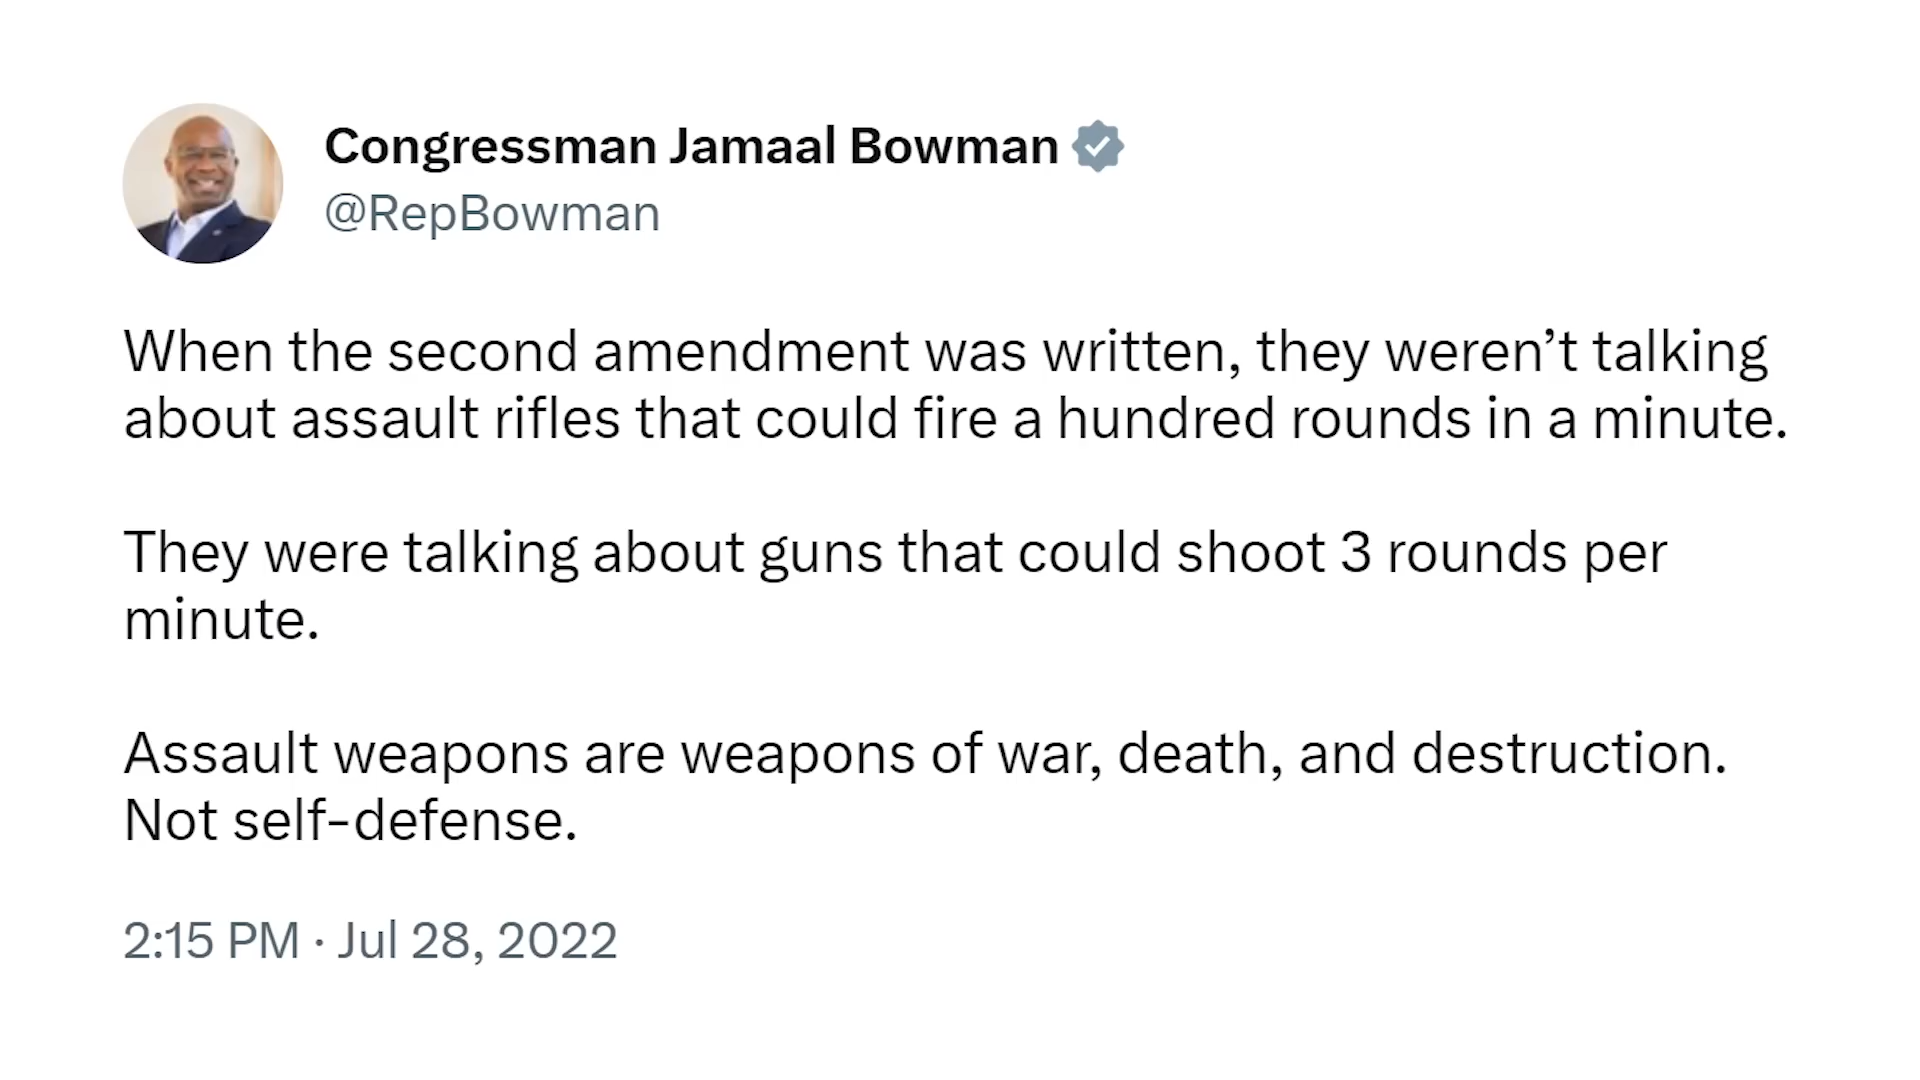 Congressman Jamaal Bowman
@RepBowman
When the second amendment was written, they weren’t talking
about assault rifles that could fire a hundred rounds in a minute.
They were talking about guns that could shoot 3 rounds per
minute.
Assault weapons are weapons of war, death, and destruction.
Not self-defense.
2:15 PM · Jul 28, 2022